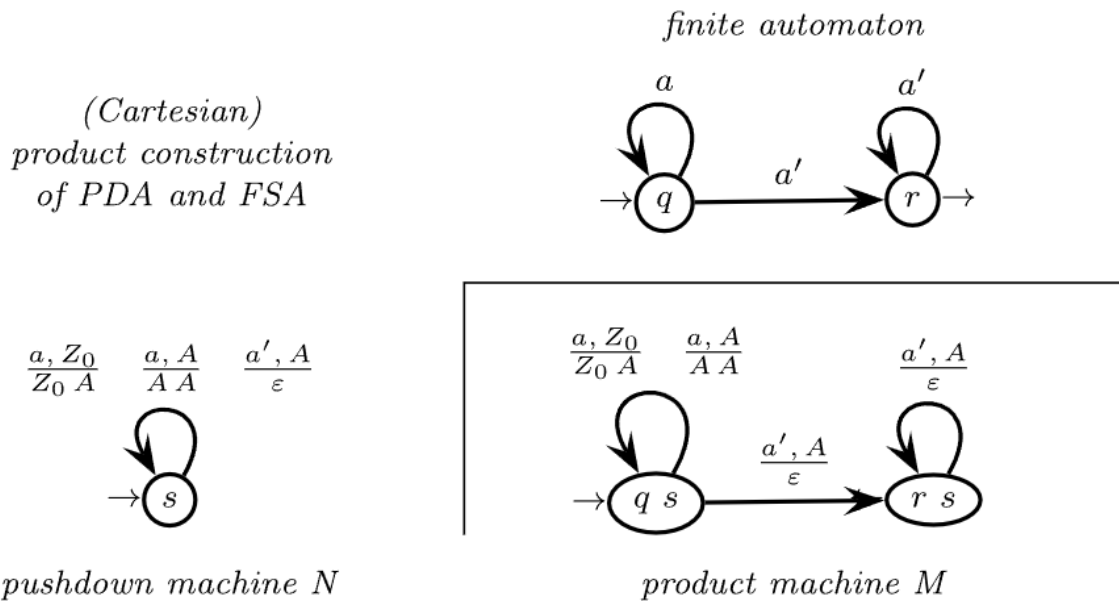 finite automaton
(Cartesian)
product construction
of PDA and FSA
a
a′
a′
→ q
r →
a, Z₀ / Z₀ A
a, A / A A
a′, A / ε
→ s
a, Z₀ / Z₀ A
a, A / A A
a′, A / ε
a′, A / ε
→ q s
r s
pushdown machine N
product machine M